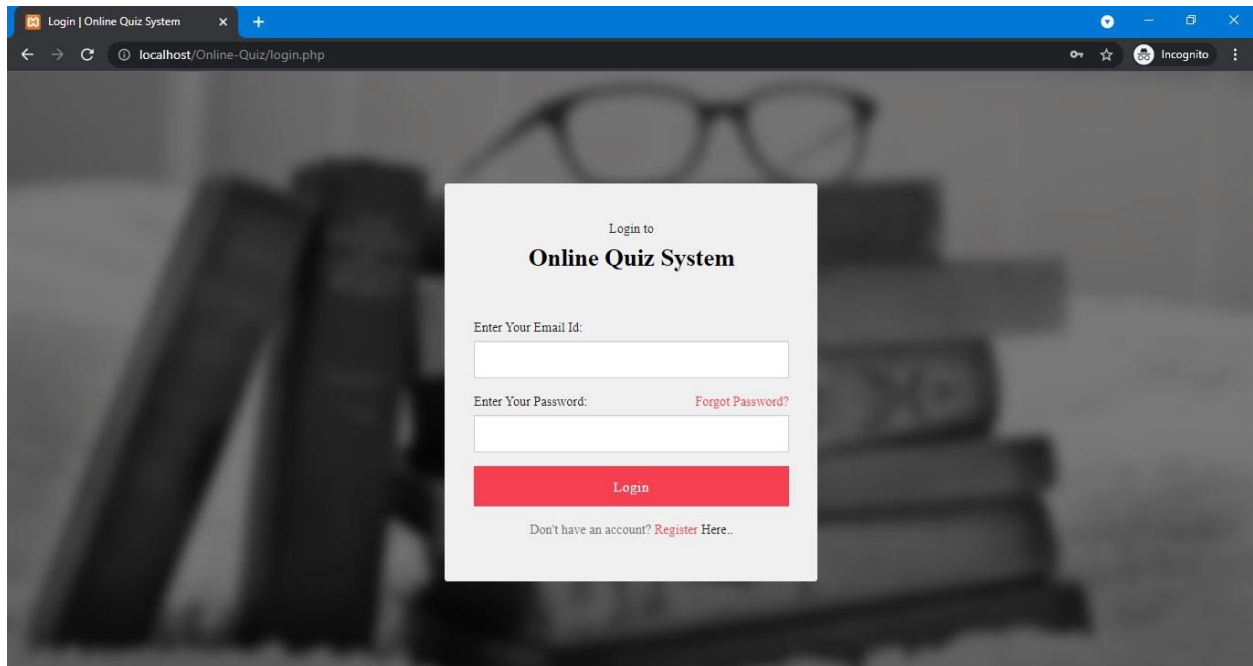 Login | Online Quiz System
localhost/Online-Quiz/login.php
Incognito
Login to
Online Quiz System
Enter Your Email Id:
Enter Your Password: Forgot Password?
Login
Don't have an account? Register Here..